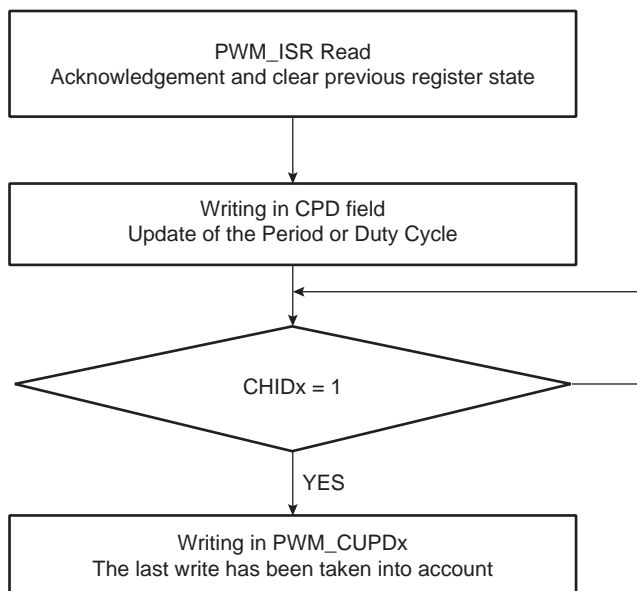 PWM_ISR Read
Acknowledgement and clear previous register state
Writing in CPD field
Update of the Period or Duty Cycle
CHIDx = 1
YES
Writing in PWM_CUPDx
The last write has been taken into account